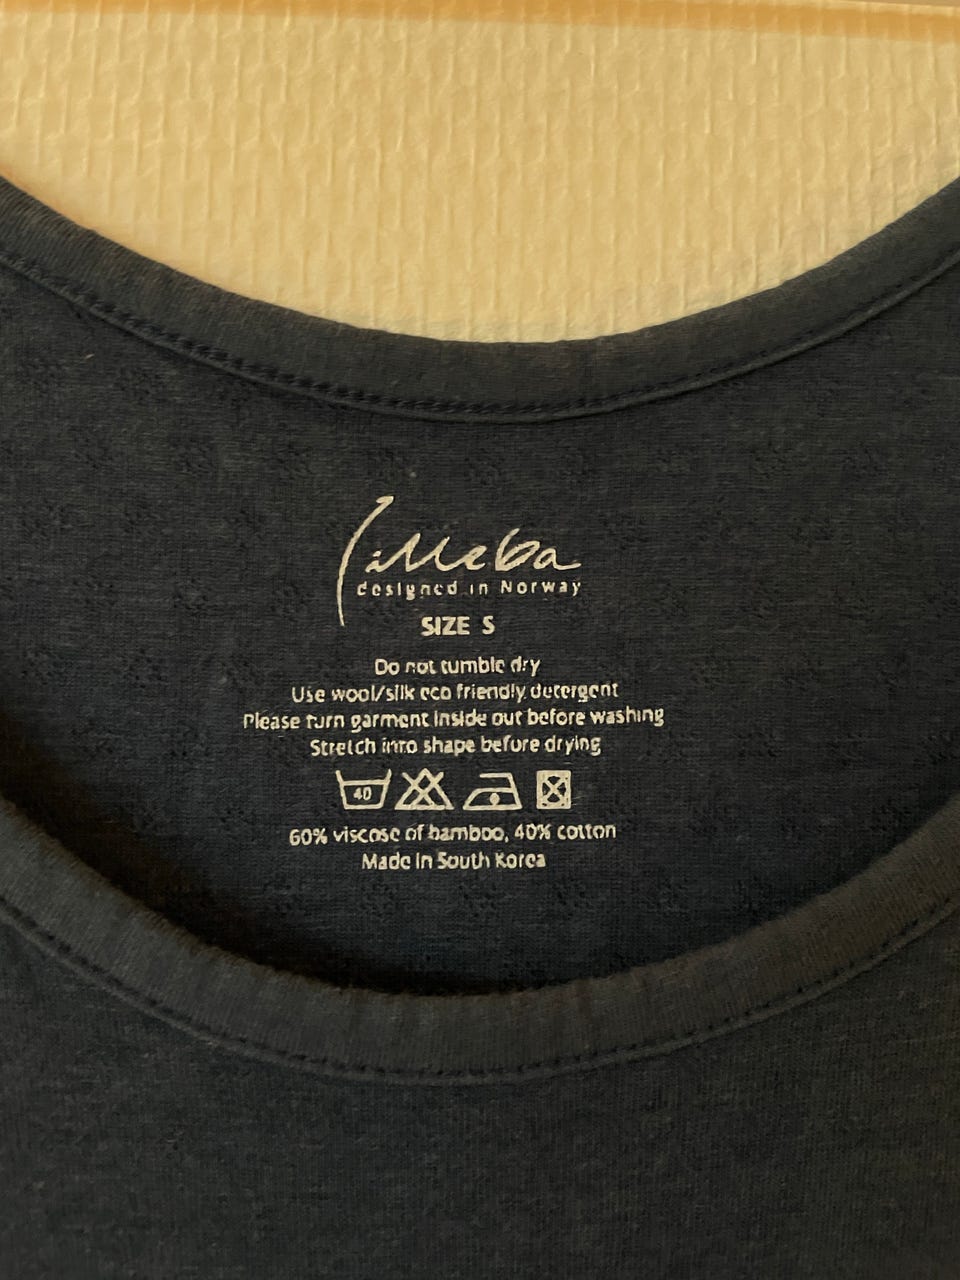 Lilleba
designed in Norway
SIZE S
Do not tumble dry
Use wool/silk eco friendly detergent
Please turn garment inside out before washing
Stretch into shape before drying
40
60% viscose of bamboo, 40% cotton
Made in South Korea